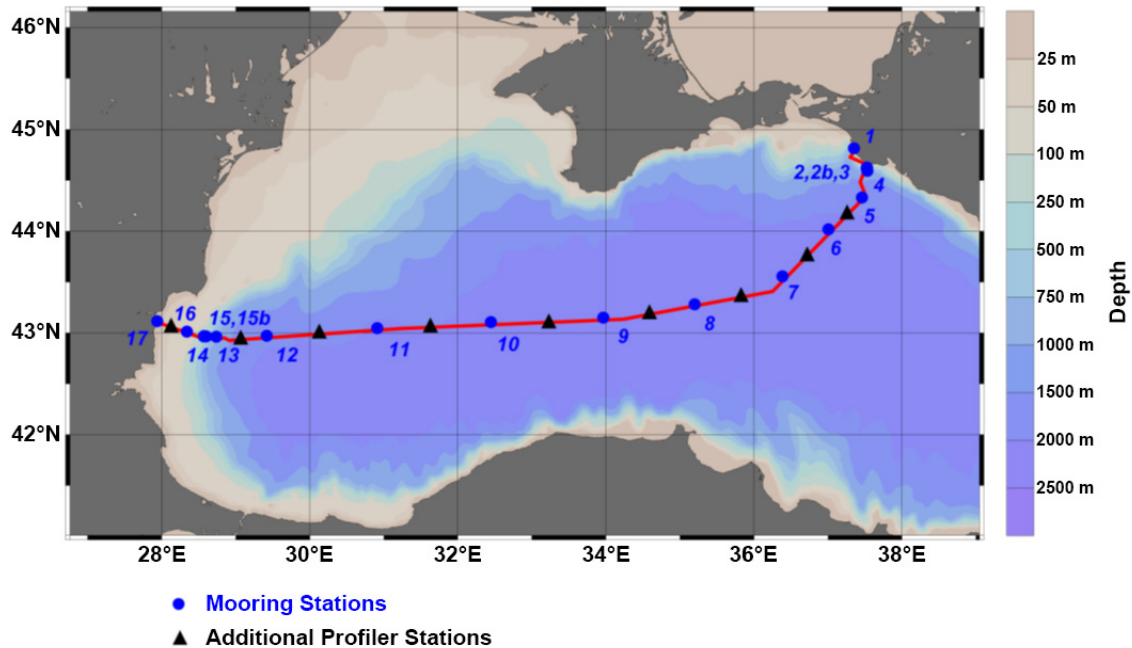 46°N
25 m
50 m
45°N
1
100 m
2,2b,3
4
250 m
5
44°N
6
500 m
Depth
7
750 m
16
15,15b
8
43°N
17
14
13
12
11
10
9
1000 m
1500 m
42°N
2000 m
2500 m
28°E
30°E
32°E
34°E
36°E
38°E
Mooring Stations
Additional Profiler Stations